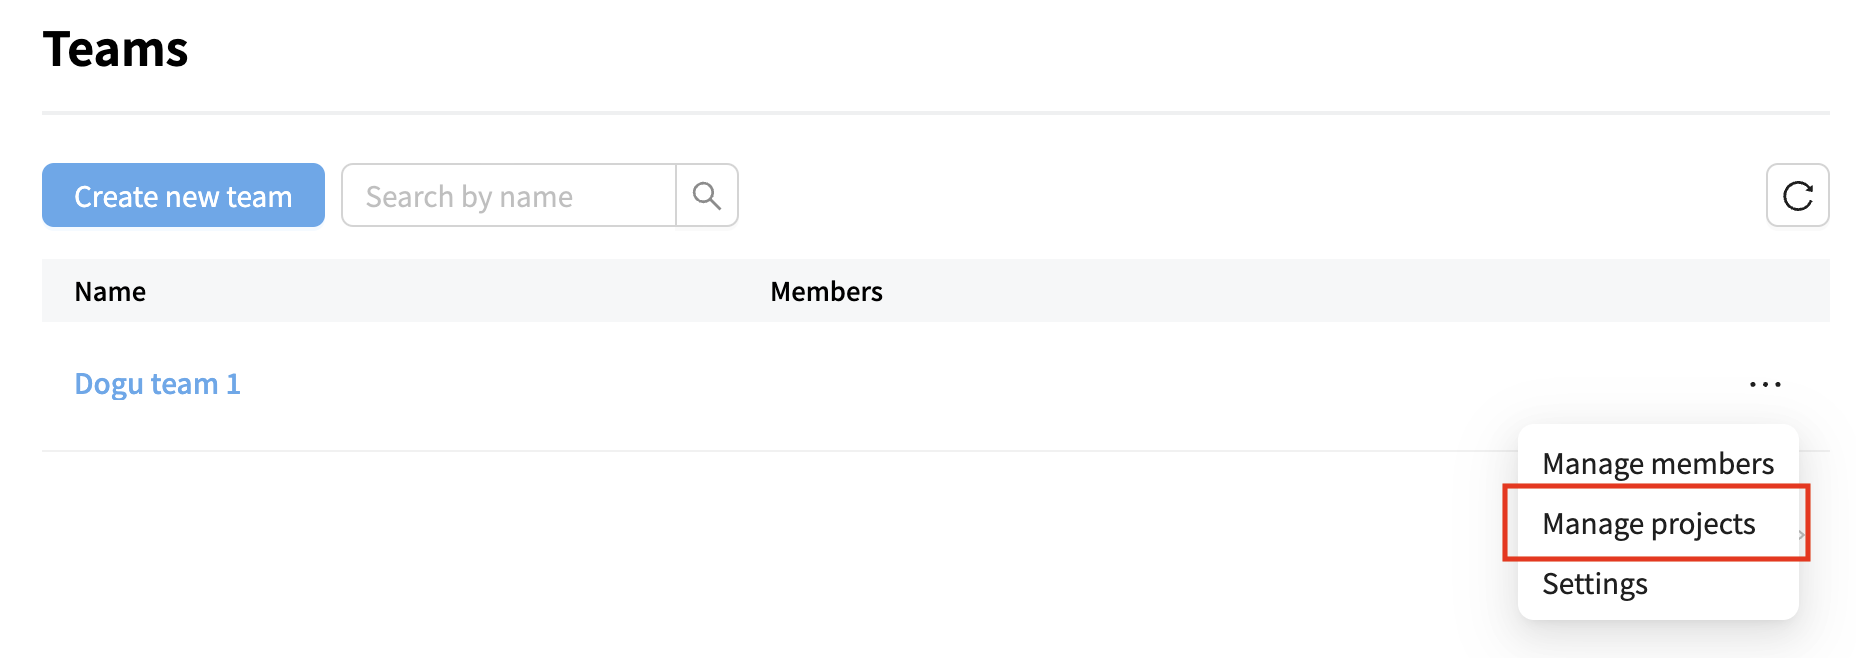 Teams
Create new team
Search by name
Name Members
Dogu team 1
Manage members
Manage projects
Settings